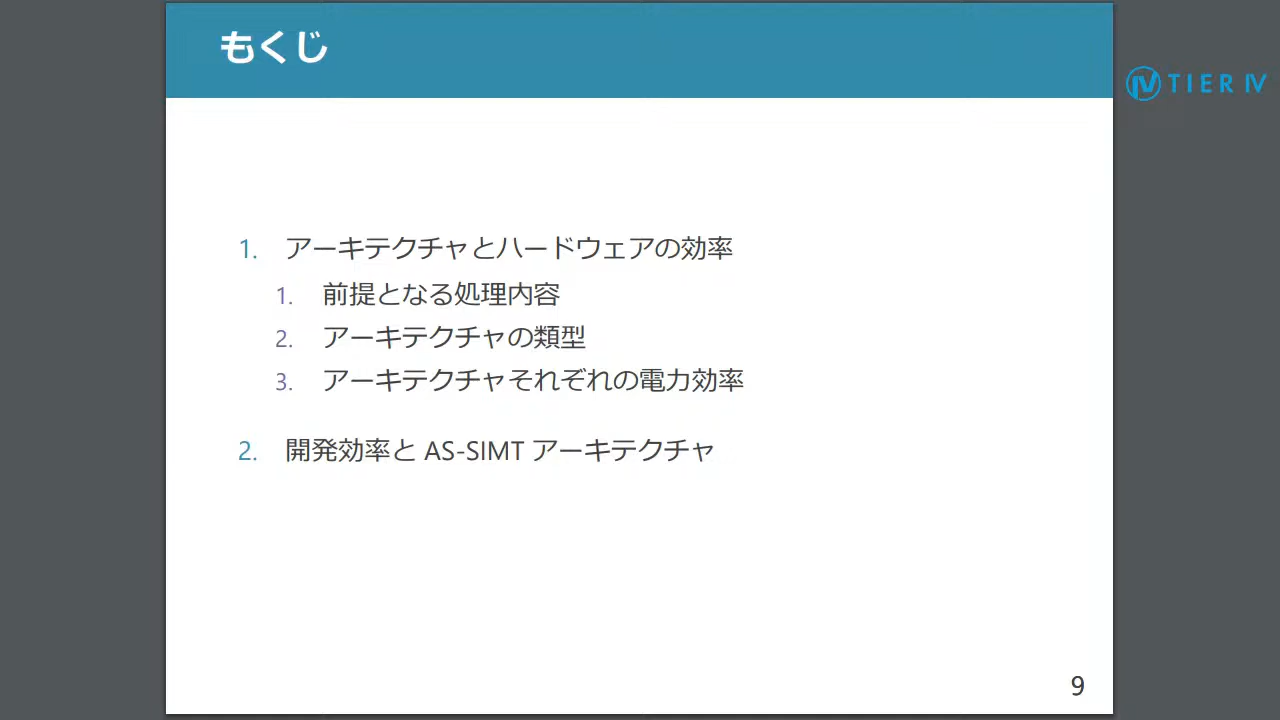 もくじ
TIER IV
1. アーキテクチャとハードウェアの効率
1. 前提となる処理内容
2. アーキテクチャの類型
3. アーキテクチャそれぞれの電力効率
2. 開発効率と AS-SIMT アーキテクチャ
9